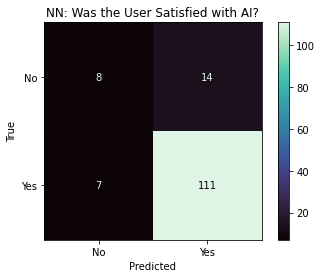 NN: Was the User Satisfied with AI?
No
8
14
True
Yes
7
111
No
Yes
Predicted
100
80
60
40
20